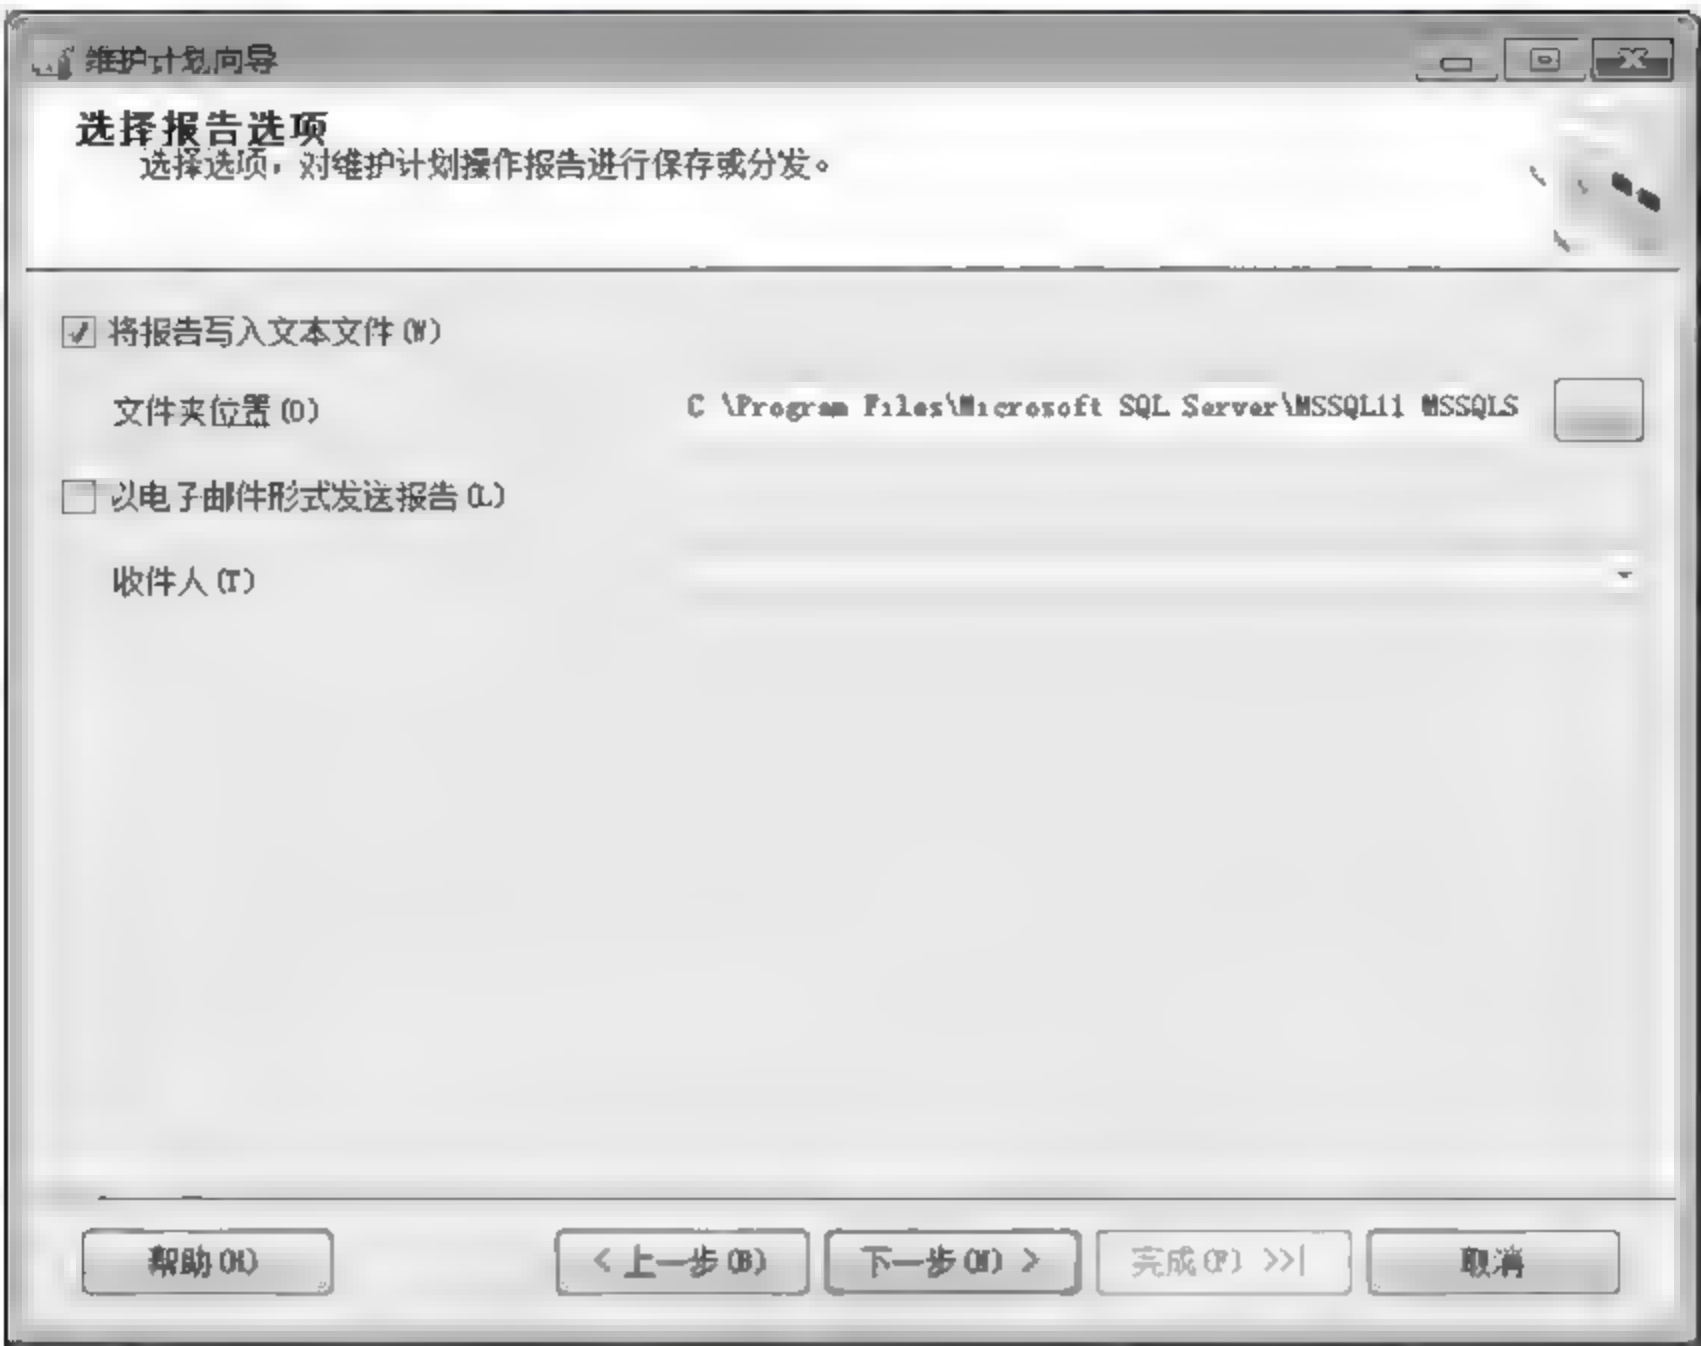 维护计划向导
选择报告选项
选择选项，对维护计划操作报告进行保存或分发。
将报告写入文本文件(W)
文件夹位置(O)
C \Program Files\Microsoft SQL Server\MSSQL11 MSSQLS
以电子邮件形式发送报告(L)
收件人(T)
帮助(H)
< 上一步(B)
下一步(N) >
完成(F) >>|
取消